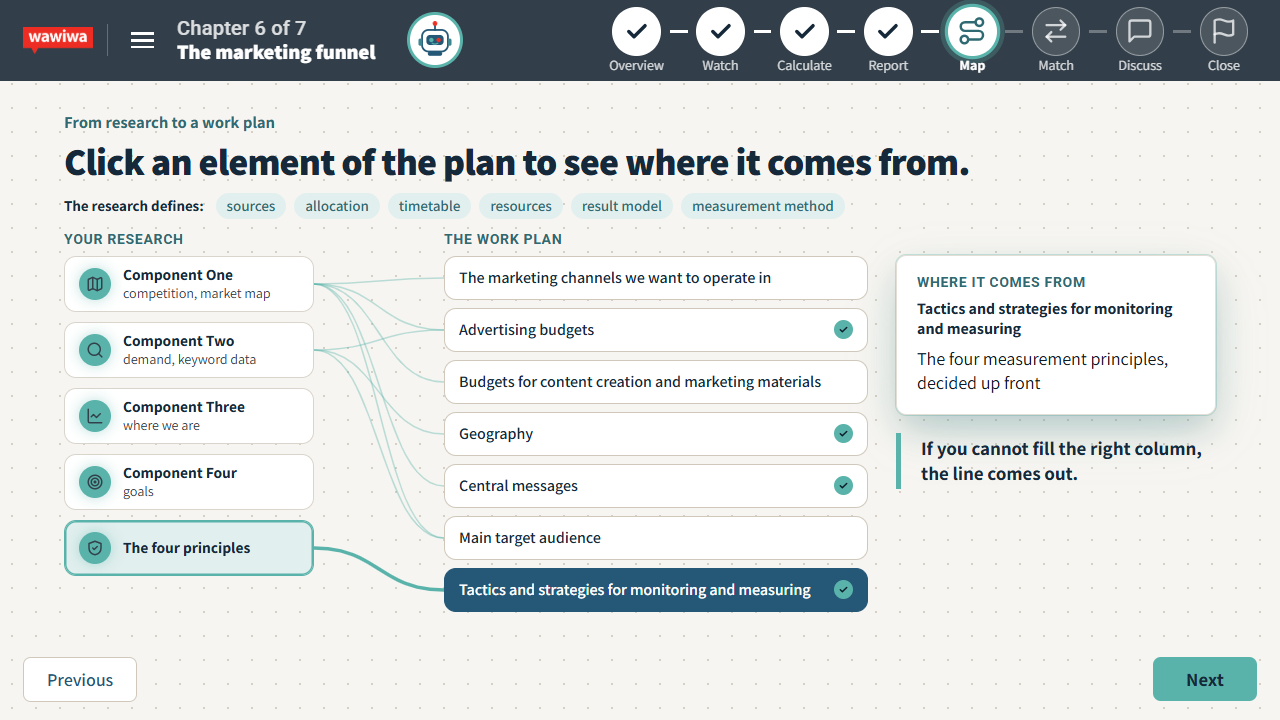 wawiwa
Chapter 6 of 7
The marketing funnel
Overview
Watch
Calculate
Report
Map
Match
Discuss
Close
From research to a work plan
Click an element of the plan to see where it comes from.
The research defines: sources allocation timetable resources result model measurement method
YOUR RESEARCH
Component One
competition, market map
Component Two
demand, keyword data
Component Three
where we are
Component Four
goals
The four principles
THE WORK PLAN
The marketing channels we want to operate in
Advertising budgets
Budgets for content creation and marketing materials
Geography
Central messages
Main target audience
Tactics and strategies for monitoring and measuring
WHERE IT COMES FROM
Tactics and strategies for monitoring
and measuring
The four measurement principles,
decided up front
If you cannot fill the right column,
the line comes out.
Previous
Next